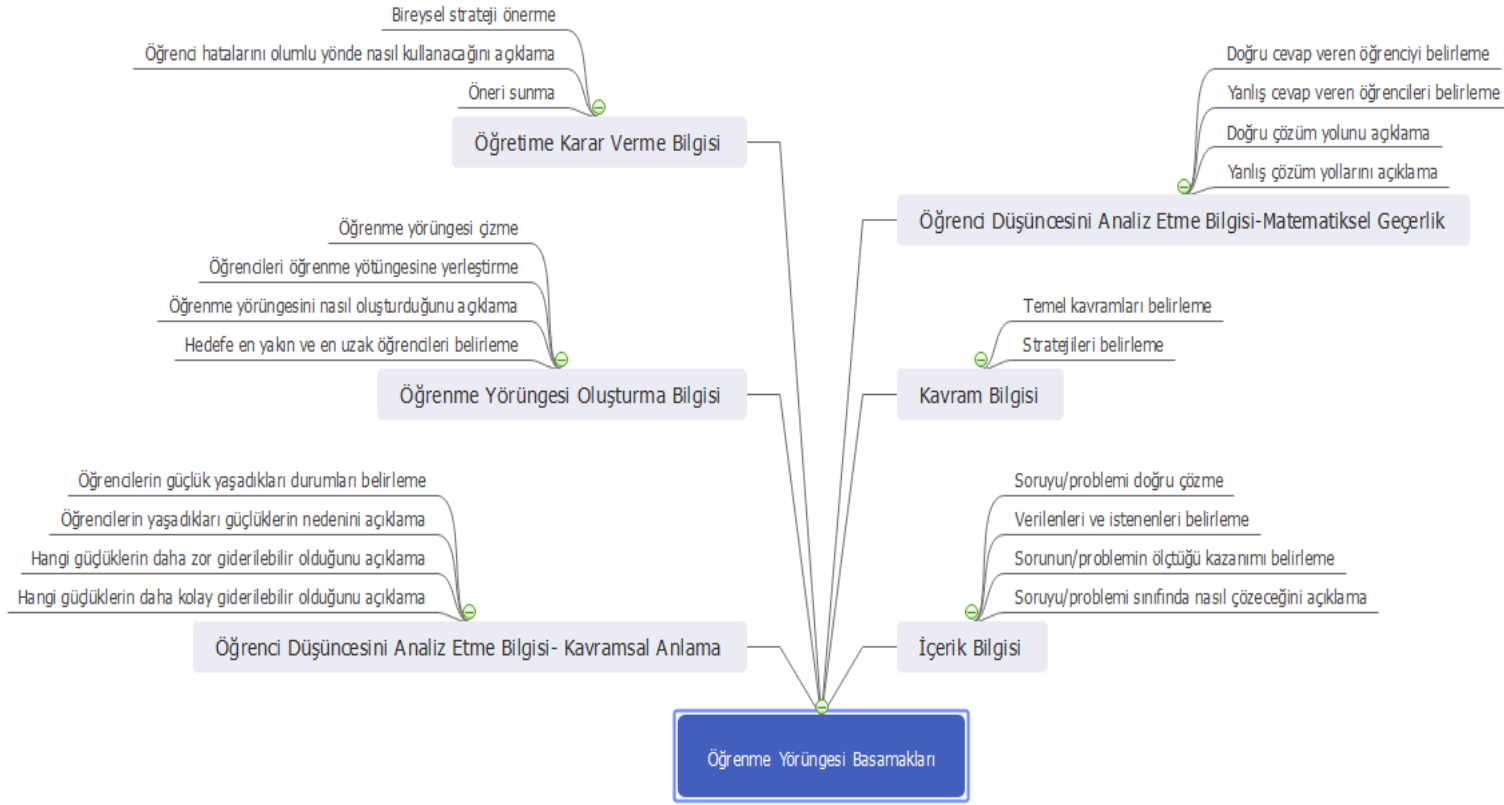 Bireysel strateji önerme
Öğrenci hatalarını olumlu yönde nasıl kullanacağını açıklama
Öneri sunma
Öğretime Karar Verme Bilgisi
Öğrenme yörüngesi çizme
Öğrencileri öğrenme yötüngesine yerleştirme
Öğrenme yörüngesini nasıl oluşturduğunu açıklama
Hedefe en yakın ve en uzak öğrencileri belirleme
Öğrenme Yörüngesi Oluşturma Bilgisi
Öğrencilerin güçlük yaşadıkları durumları belirleme
Öğrencilerin yaşadıkları güçlüklerin nedenini açıklama
Hangi güçlüklerin daha zor giderilebilir olduğunu açıklama
Hangi güçlüklerin daha kolay giderilebilir olduğunu açıklama
Öğrenci Düşüncesini Analiz Etme Bilgisi- Kavramsal Anlama
Doğru cevap veren öğrenciyi belirleme
Yanlış cevap veren öğrencileri belirleme
Doğru çözüm yolunu açıklama
Yanlış çözüm yollarını açıklama
Öğrenci Düşüncesini Analiz Etme Bilgisi-Matematiksel Geçerlik
Temel kavramları belirleme
Stratejileri belirleme
Kavram Bilgisi
Soruyu/problemi doğru çözme
Verilenleri ve istenenleri belirleme
Sorunun/problemin ölçtüğü kazanımı belirleme
Soruyu/problemi sınıfında nasıl çözeceğini açıklama
İçerik Bilgisi
Öğrenme Yörüngesi Basamakları